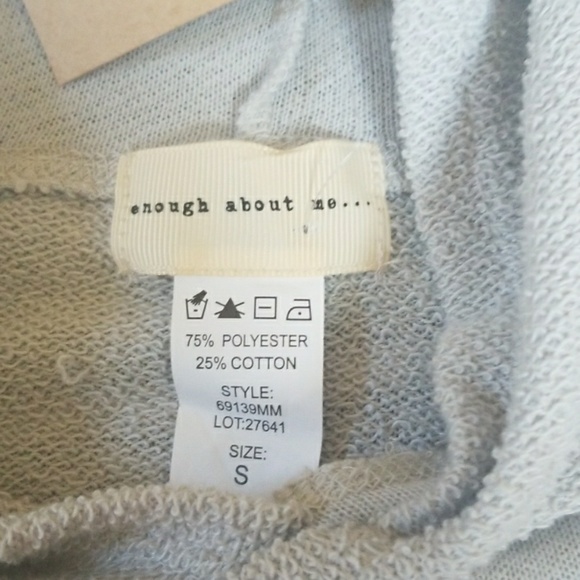 enough about me...
75% POLYESTER
25% COTTON
STYLE:
69139MM
LOT:27641
SIZE:
S